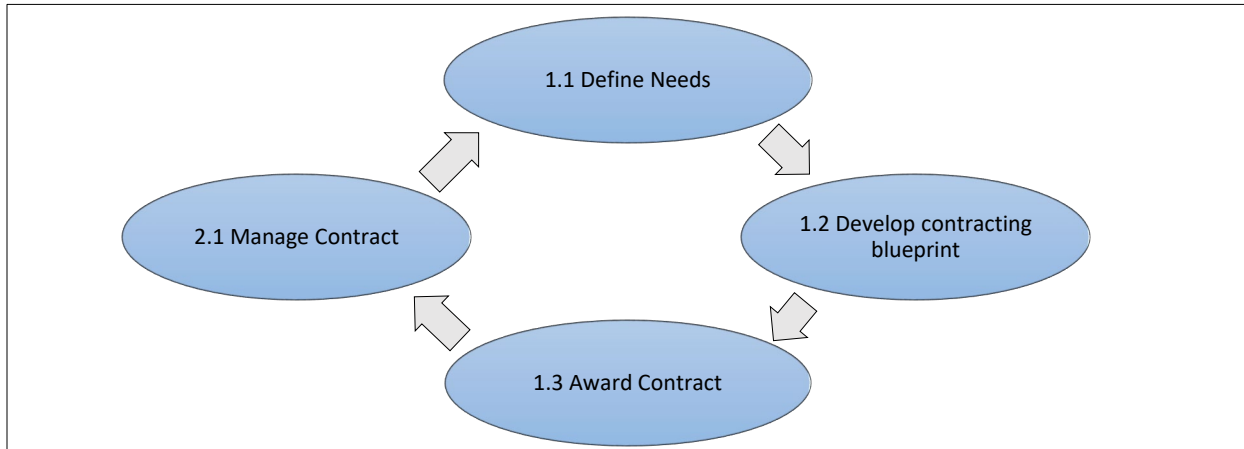 1.1 Define Needs
1.2 Develop contracting
blueprint
1.3 Award Contract
2.1 Manage Contract